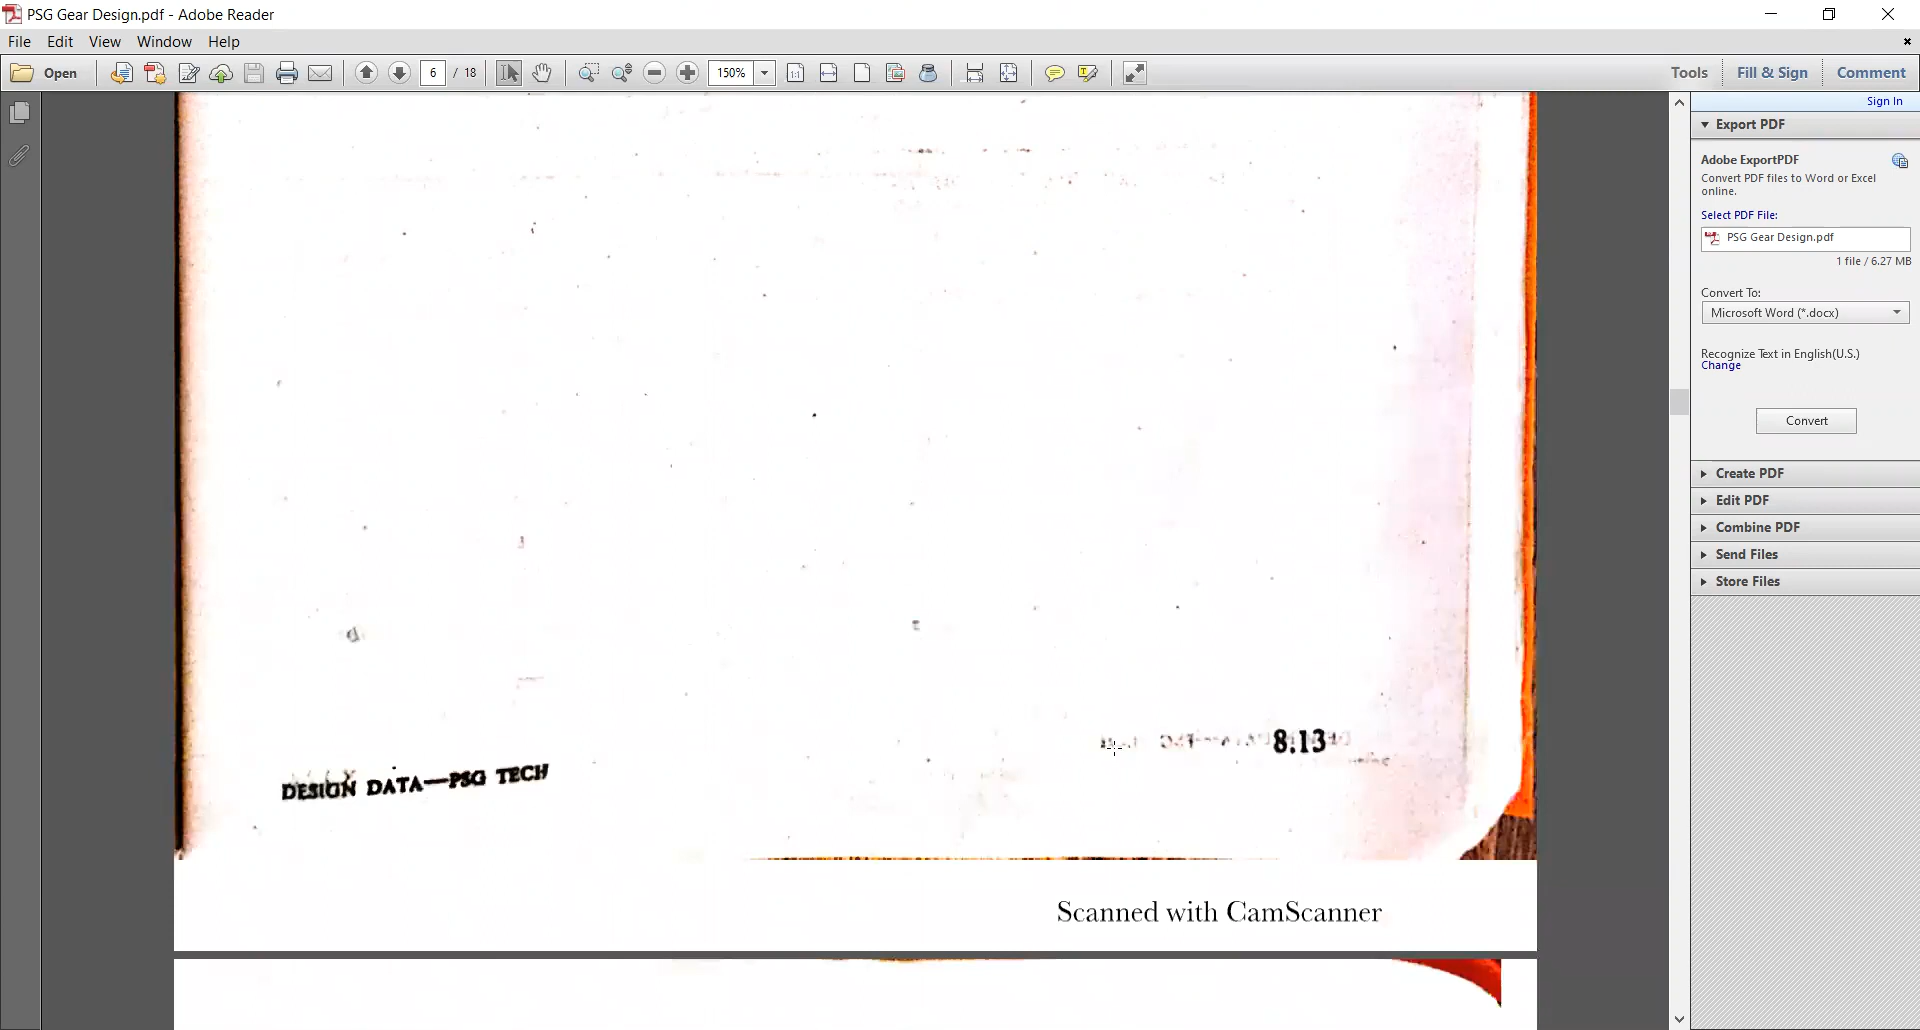 PSG Gear Design.pdf - Adobe Reader
File Edit View Window Help
Open 6 / 18 150% Tools Fill & Sign Comment
Sign In
Export PDF
Adobe ExportPDF
Convert PDF files to Word or Excel
online.
Select PDF File:
PSG Gear Design.pdf
1 file / 6.27 MB
Convert To:
Microsoft Word (*.docx)
Recognize Text in English(U.S.)
Change
Convert
Create PDF
Edit PDF
Combine PDF
Send Files
Store Files
8.13
DESIGN DATA—PSG TECH
Scanned with CamScanner